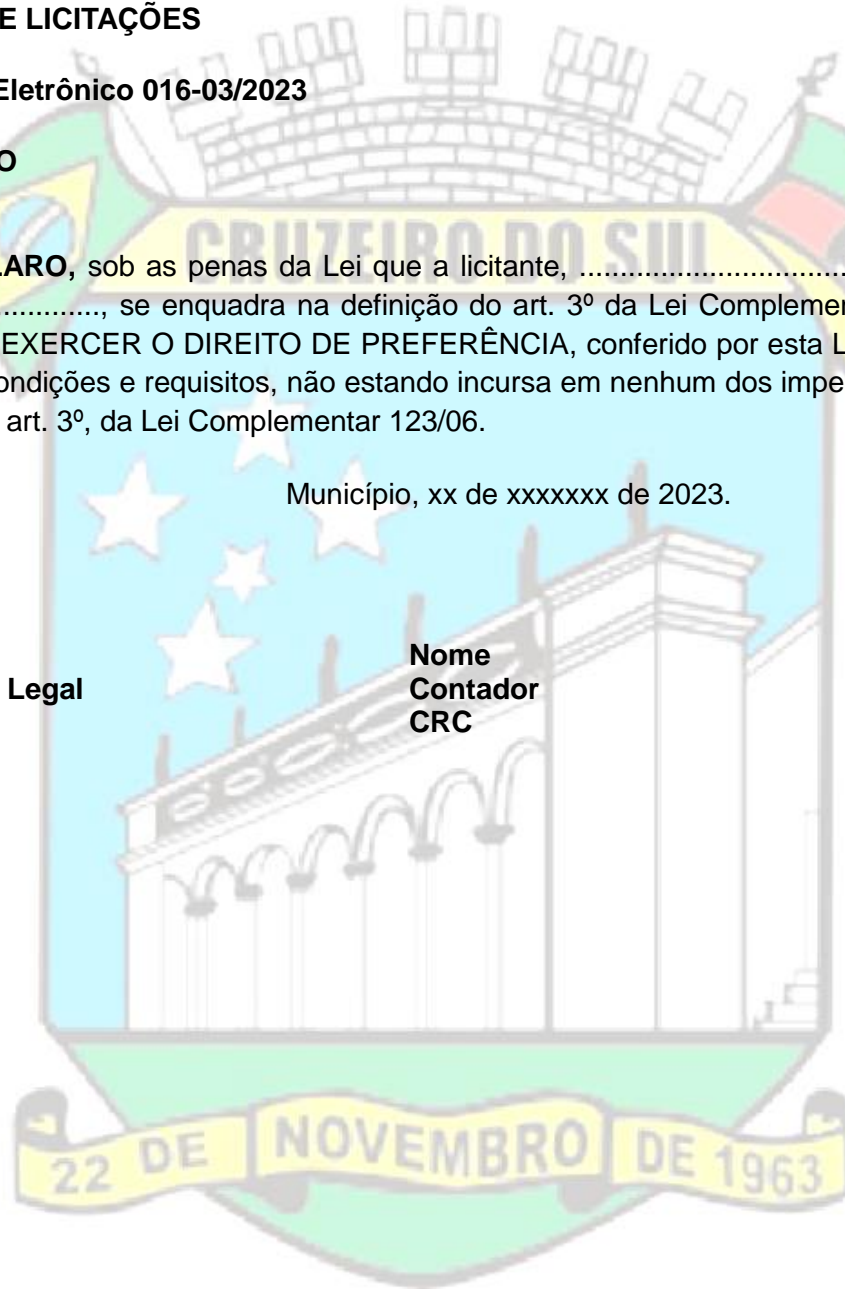 E LICITAÇÕES
Eletrônico 016-03/2023
O
CRUZEIRO DO SUL
LARO, sob as penas da Lei que a licitante, ................................
............., se enquadra na definição do art. 3º da Lei Complemen
EXERCER O DIREITO DE PREFERÊNCIA, conferido por esta L
ondições e requisitos, não estando incursa em nenhum dos impe
art. 3º, da Lei Complementar 123/06.
Município, xx de xxxxxxx de 2023.
Nome
Legal Contador
CRC
22 DE NOVEMBRO DE 1963